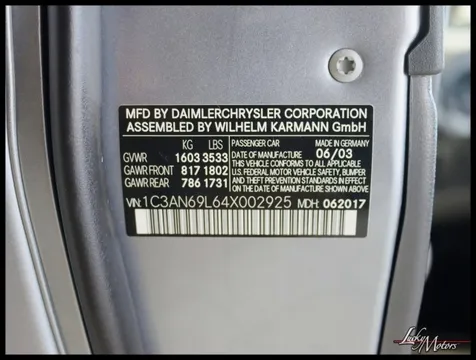 MFD BY DAIMLERCHRYSLER CORPORATION
ASSEMBLED BY WILHELM KARMANN GmbH
KG LBS
GVWR 1603 3533
GAWR FRONT 817 1802
GAWR REAR 786 1731
PASSENGER CAR MADE IN GERMANY
DATE OF MANUFACTURE 06/03
THIS VEHICLE CONFORMS TO ALL APPLICABLE
U.S. FEDERAL MOTOR VEHICLE SAFETY, BUMPER
AND THEFT PREVENTION STANDARDS IN
EFFECT ON THE DATE OF MANUFACTURE
VIN: 1C3AN69L64X002925 MDH: 062017
Lucky Motors